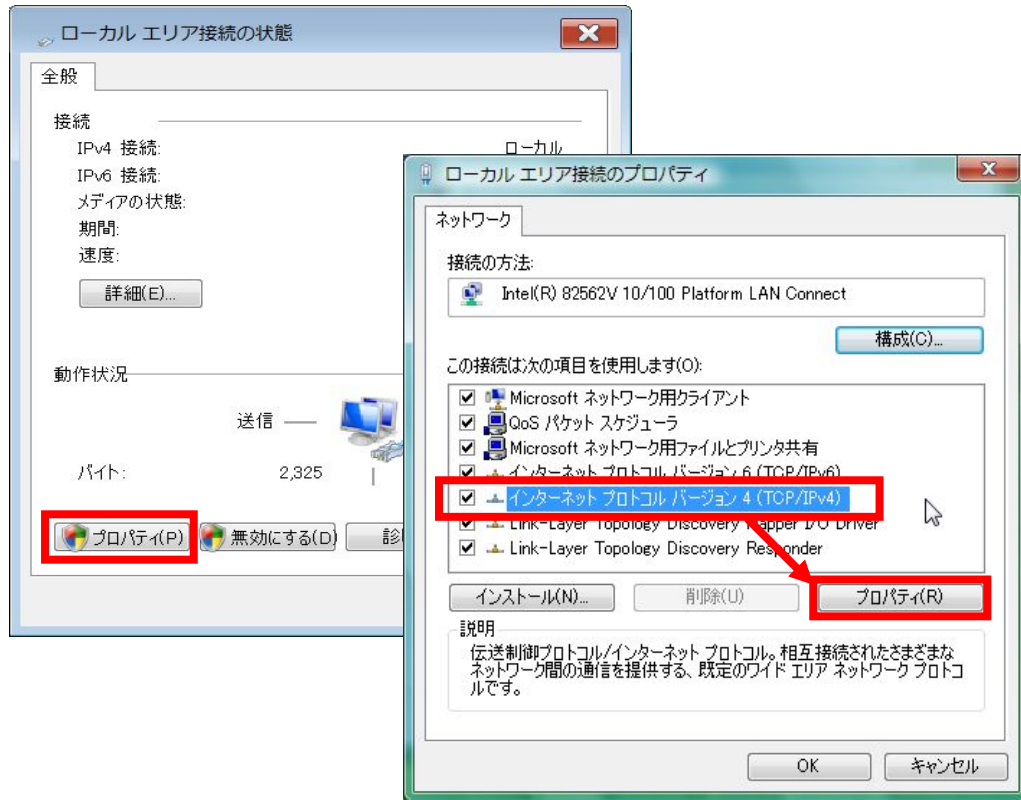 ローカル エリア接続の状態
全般
接続
IPv4 接続:
ローカル
IPv6 接続:
メディアの状態:
期間:
速度:
詳細(E)...
動作状況
送信
バイト:
2,325
プロパティ(P)
無効にする(D)
ローカル エリア接続のプロパティ
ネットワーク
接続の方法:
Intel(R) 82562V 10/100 Platform LAN Connect
構成(C)...
この接続は次の項目を使用します(O):
Microsoft ネットワーク用クライアント
QoS パケット スケジューラ
Microsoft ネットワーク用ファイルとプリンタ共有
インターネット プロトコル バージョン 6 (TCP/IPv6)
インターネット プロトコル バージョン 4 (TCP/IPv4)
Link-Layer Topology Discovery Mapper I/O Driver
Link-Layer Topology Discovery Responder
インストール(N)...
削除(U)
プロパティ(R)
説明
伝送制御プロトコル/インターネット プロトコル。相互接続されたさまざまな
ネットワーク間の通信を提供する、既定のワイド エリア ネットワーク プロトコ
ルです。
OK
キャンセル